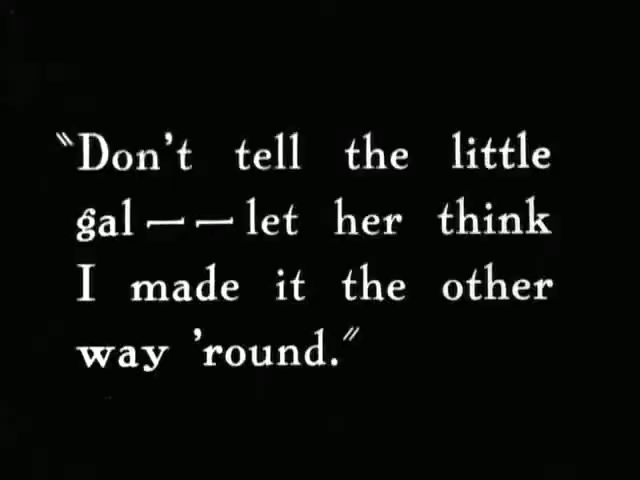 "Don't tell the little
gal — — let her think
I made it the other
way 'round."